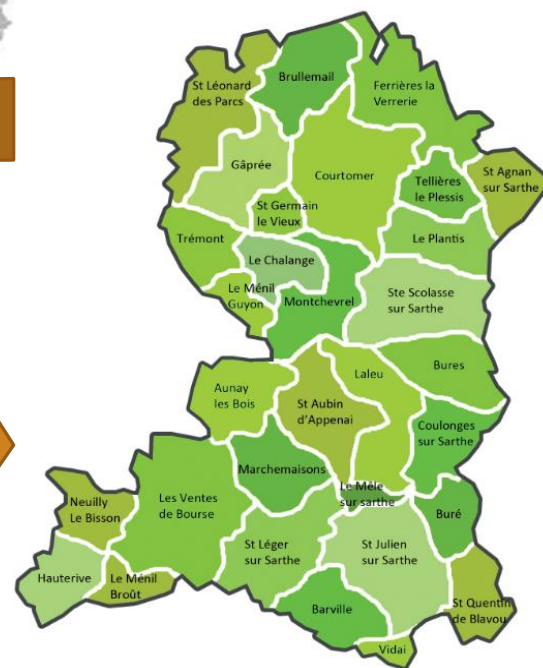 Brullemail
St Léonard
des Parcs
Ferrières la
Verrerie
Gâprée
Courtomer
Tellières
le Plessis
St Agnan
sur Sarthe
St Germain
le Vieux
Trémont
Le Plantis
Le Chalange
Le Ménil
Guyon
Montchevrel
Ste Scolasse
sur Sarthe
Aunay
les Bois
St Aubin
d'Appenai
Laleu
Bures
Coulonges
sur Sarthe
Marchemaisons
Le Mêle
sur sarthe
Neuilly
Le Bisson
Les Ventes
de Bourse
Buré
St Léger
sur Sarthe
St Julien
sur Sarthe
Hauterive
Le Ménil
Broût
Barville
St Quentin
de Blavou
Vidai